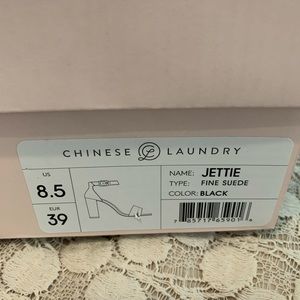 CHINESE LAUNDRY
US
8.5
EUR
39
NAME: JETTIE
TYPE: FINE SUEDE
COLOR: BLACK